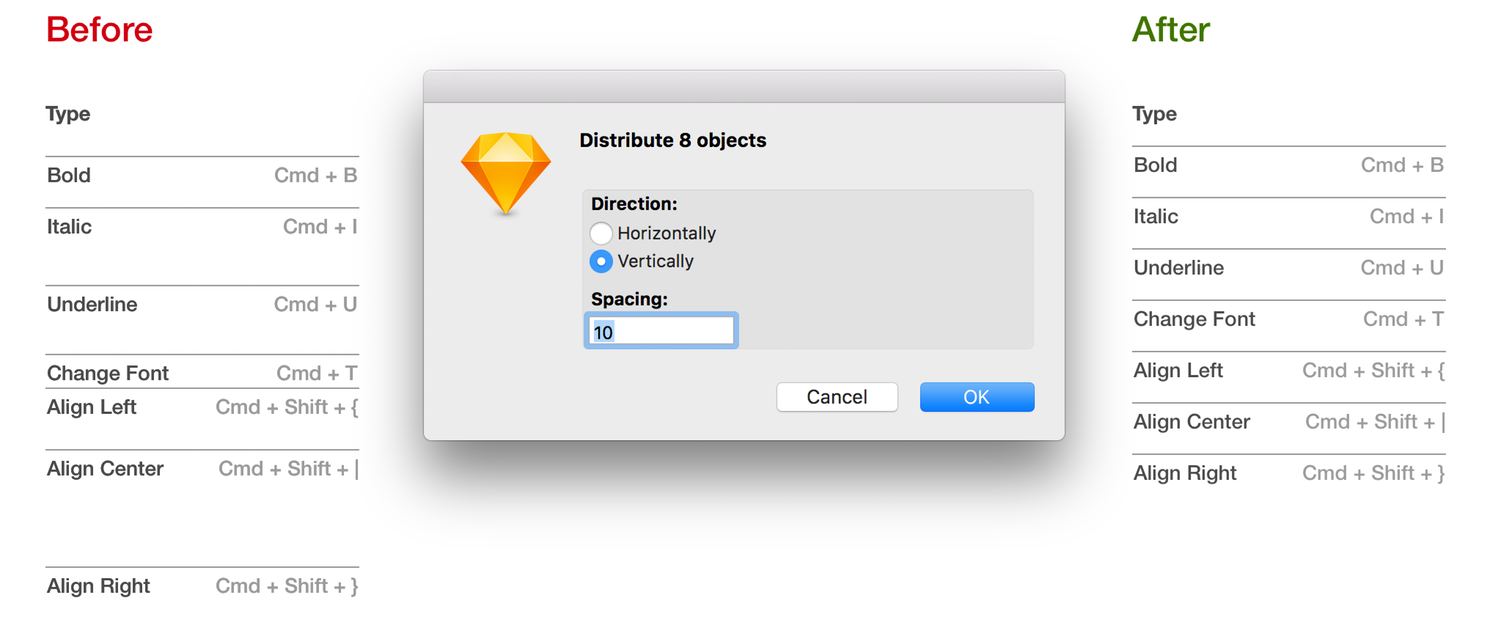 Before
Type
Bold Cmd + B
Italic Cmd + I
Underline Cmd + U
Change Font Cmd + T
Align Left Cmd + Shift + {
Align Center Cmd + Shift + |
Align Right Cmd + Shift + }
Distribute 8 objects
Direction:
Horizontally
Vertically
Spacing:
10
Cancel OK
After
Type
Bold Cmd + B
Italic Cmd + I
Underline Cmd + U
Change Font Cmd + T
Align Left Cmd + Shift + {
Align Center Cmd + Shift + |
Align Right Cmd + Shift + }